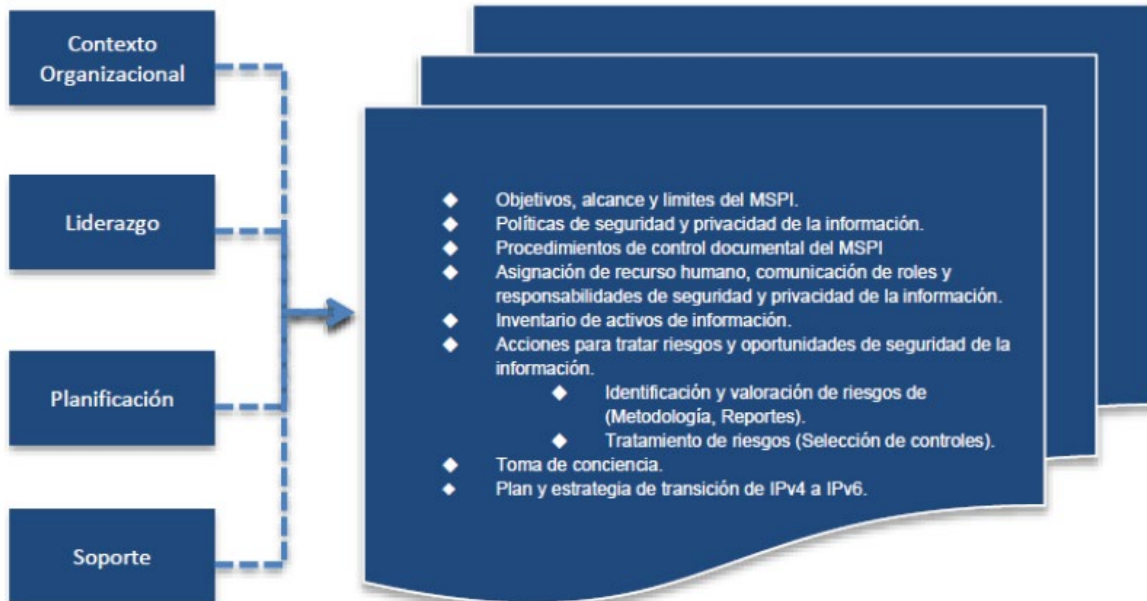 Contexto
Organizacional
Liderazgo
Planificación
Soporte
◆ Objetivos, alcance y limites del MSPI.
◆ Políticas de seguridad y privacidad de la información.
◆ Procedimientos de control documental del MSPI
◆ Asignación de recurso humano, comunicación de roles y
responsabilidades de seguridad y privacidad de la información.
◆ Inventario de activos de información.
◆ Acciones para tratar riesgos y oportunidades de seguridad de la
información.
◆ Identificación y valoración de riesgos de
(Metodología, Reportes).
◆ Tratamiento de riesgos (Selección de controles).
◆ Toma de conciencia.
◆ Plan y estrategia de transición de IPv4 a IPv6.